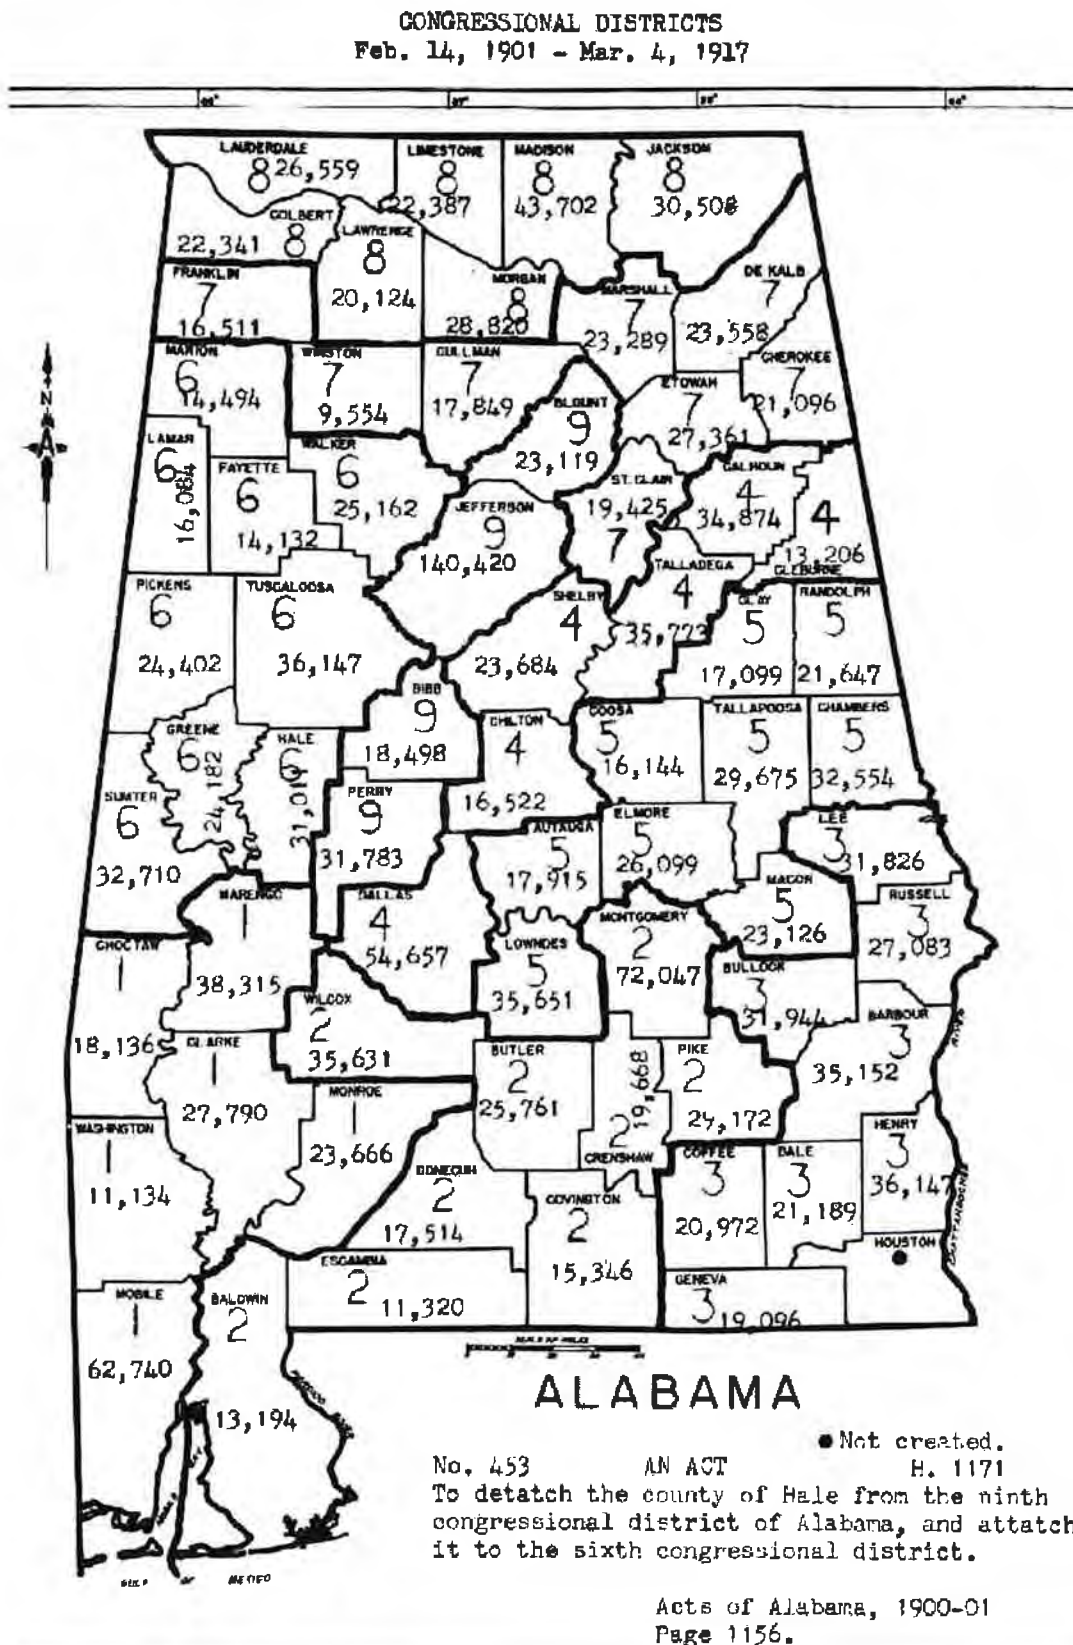 CONGRESSIONAL DISTRICTS
Feb. 14, 1901 - Mar. 4, 1917
87°
LAUDERDALE
8 26,559
LIMESTONE
8
22,387
MADISON
8
43,702
JACKSON
8
30,508
COLBERT
22,341 8
LAWRENCE
8
20,124
MORGAN
8
28,820
FRANKLIN
7
16,511
MARSHALL
7
23,289
DE KALB
7
23,558
CHEROKEE
7
21,096
MARION
6
14,494
WINSTON
7
9,554
CULLMAN
7
17,849
BLOUNT
9
23,119
ETOWAH
7
27,361
N
A
LAMAR
6
16,084
FAYETTE
6
14,132
WALKER
6
25,162
JEFFERSON
9
140,420
ST. CLAIR
19,425
7
CALHOUN
4
34,874
4
13,206
CLEBURNE
PICKENS
6
24,402
TUSCALOOSA
6
36,147
SHELBY
4
23,684
TALLADEGA
4
35,773
CLAY
5
17,099
RANDOLPH
5
21,647
GREENE
6
24,182
HALE
6
31,011
BIBB
9
18,498
CHILTON
4
16,522
COOSA
5
16,144
TALLAPOOSA
5
29,675
CHAMBERS
5
32,554
SUMTER
6
32,710
PERRY
9
31,783
AUTAUGA
5
17,915
ELMORE
5
26,099
LEE
3
31,826
MARENGO
1
38,315
DALLAS
4
54,657
LOWNDES
5
35,651
MONTGOMERY
2
72,047
MACON
5
23,126
RUSSELL
3
27,083
CHOCTAW
1
18,136
WILCOX
2
35,631
BULLOCK
3
31,944
BARBOUR
3
35,152
RIVER
CLARKE
1
27,790
MONROE
1
23,666
BUTLER
2
25,761
19,668
2
CRENSHAW
PIKE
2
29,172
WASHINGTON
1
11,134
CONECUH
2
17,514
COVINGTON
2
15,346
COFFEE
3
20,972
DALE
3
21,189
HENRY
3
36,147
CHATTAHOOCHEE
HOUSTON
MOBILE
1
62,740
BALDWIN
2
13,194
ESCAMBIA
2 11,320
GENEVA
3 19,096
SCALE OF MILES
ALABAMA
● Not created.
No. 453 AN ACT H. 1171
To detatch the county of Hale from the ninth
congressional district of Alabama, and attatch
it to the sixth congressional district.
GULF OF MEXICO
Acts of Alabama, 1900-01
Page 1156.